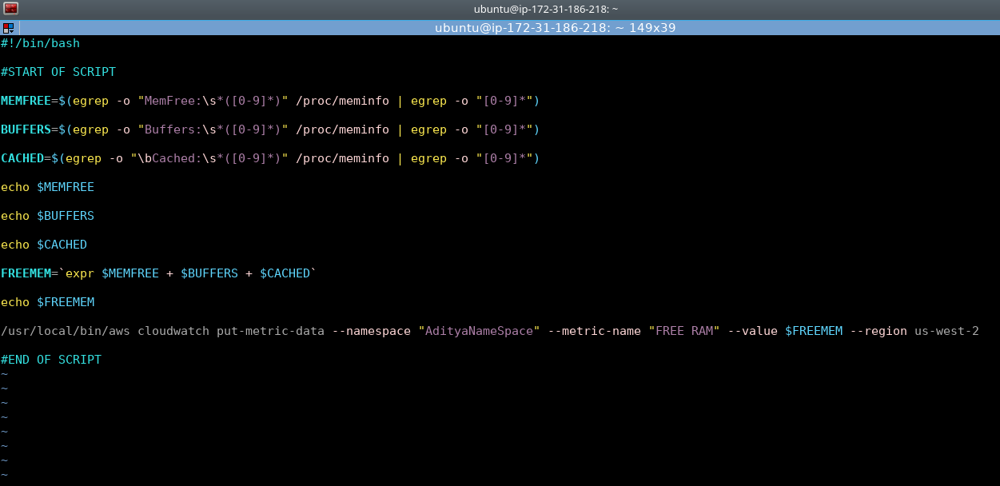 ubuntu@ip-172-31-186-218: ~
ubuntu@ip-172-31-186-218: ~ 149x39
#!/bin/bash
#START OF SCRIPT
MEMFREE=$(egrep -o "MemFree:\s*([0-9]*)" /proc/meminfo | egrep -o "[0-9]*")
BUFFERS=$(egrep -o "Buffers:\s*([0-9]*)" /proc/meminfo | egrep -o "[0-9]*")
CACHED=$(egrep -o "\bCached:\s*([0-9]*)" /proc/meminfo | egrep -o "[0-9]*")
echo $MEMFREE
echo $BUFFERS
echo $CACHED
FREEMEM=`expr $MEMFREE + $BUFFERS + $CACHED`
echo $FREEMEM
/usr/local/bin/aws cloudwatch put-metric-data --namespace "AdityaNameSpace" --metric-name "FREE RAM" --value $FREEMEM --region us-west-2
#END OF SCRIPT
~
~
~
~
~
~
~
~